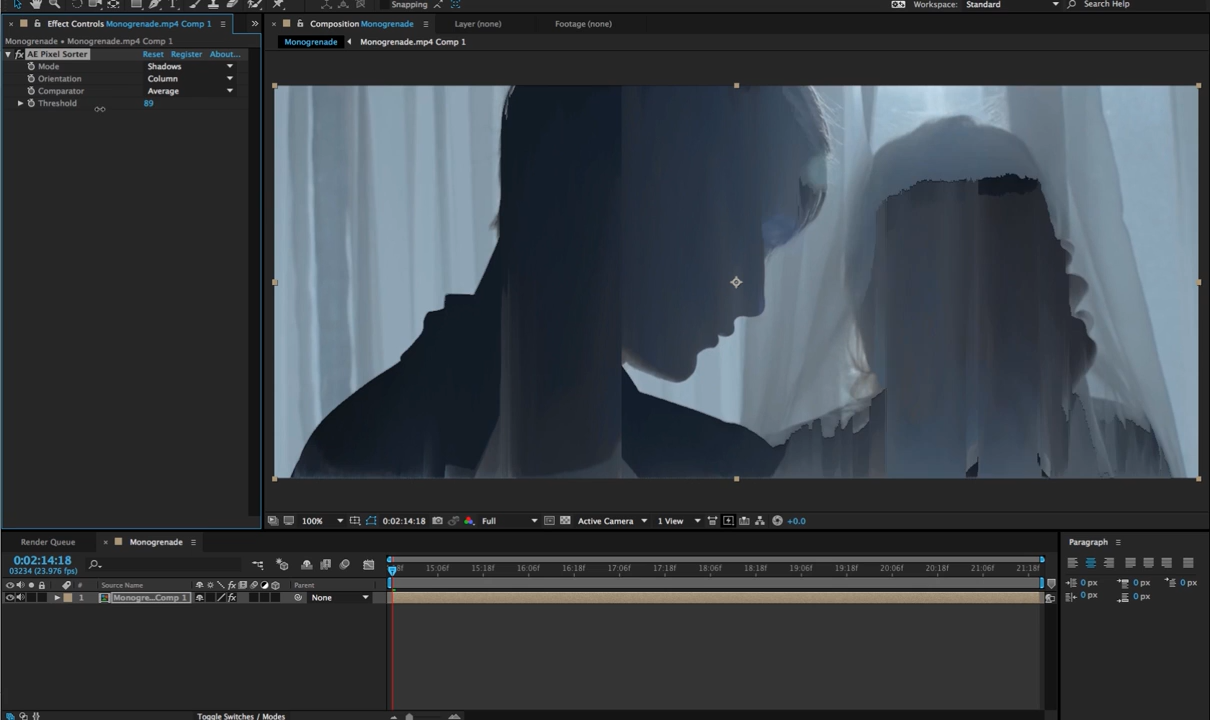 Snapping
Workspace: Standard
Search Help
Effect Controls Monogrenade.mp4 Comp 1
Monogrenade • Monogrenade.mp4 Comp 1
fx AE Pixel Sorter Reset Register About...
Mode Shadows
Orientation Column
Comparator Average
Threshold 89
Composition Monogrenade
Layer (none)
Footage (none)
Monogrenade
Monogrenade.mp4 Comp 1
100%
0:02:14:18
Full
Active Camera
1 View
+0.0
Render Queue
Monogrenade
0:02:14:18
03234 (23.976 fps)
15:06f 15:18f 16:06f 16:18f 17:06f 17:18f 18:06f 18:18f 19:06f 19:18f 20:06f 20:18f 21:06f 21:18f
# Source Name fx Parent
1 Monogre...Comp 1 fx None
Toggle Switches / Modes
Paragraph
0 px 0 px 0 px
0 px 0 px